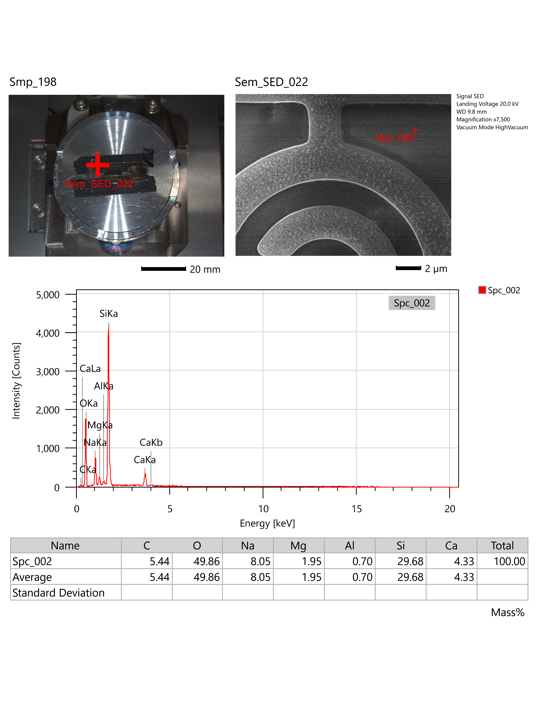 Smp_198
Sem_SED_022
Signal SED
Landing Voltage 20.0 kV
WD 9.8 mm
Magnification x7,500
Vacuum Mode HighVacuum
Sem_SED_022
Spc_002
20 mm
2 µm
Spc_002
Spc_002
Intensity [Counts]
5,000
4,000
3,000
2,000
1,000
0
SiKa
CaLa
AlKa
OKa
MgKa
NaKa
CKa
CaKb
CaKa
0 5 10 15 20
Energy [keV]
Name C O Na Mg Al Si Ca Total
Spc_002 5.44 49.86 8.05 1.95 0.70 29.68 4.33 100.00
Average 5.44 49.86 8.05 1.95 0.70 29.68 4.33
Standard Deviation
Mass%